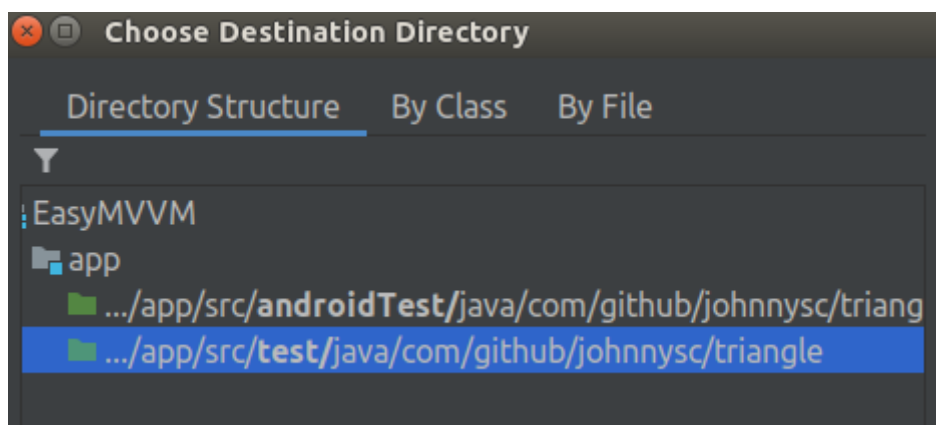 Choose Destination Directory
Directory Structure By Class By File
EasyMVVM
app
.../app/src/androidTest/java/com/github/johnnysc/triang
.../app/src/test/java/com/github/johnnysc/triangle